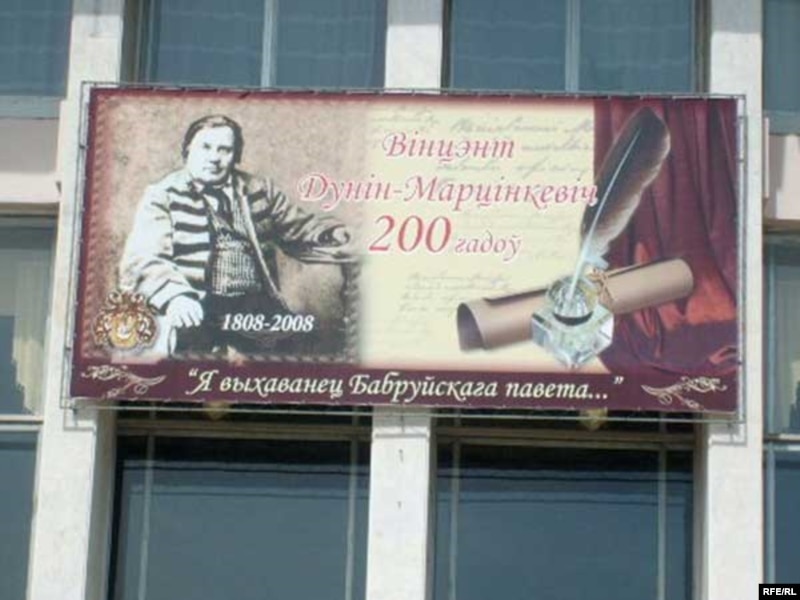 Вінцэнт
Дунін-Марцінкевіч
200 гадоў
1808-2008
“Я выхаванец Бабруйскага павета...”
RFE/RL